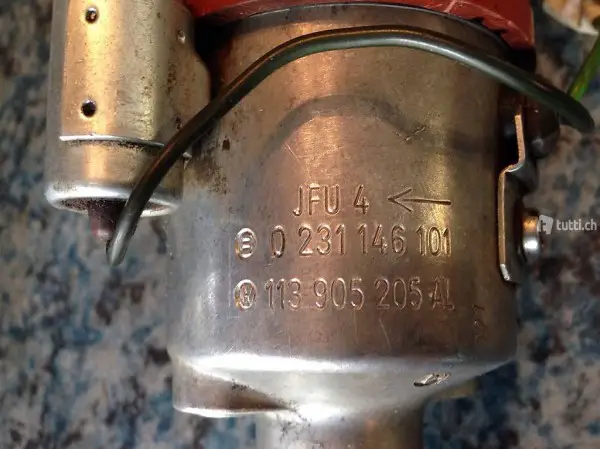 JFU 4 ←
B 0 231 146 101
R 113 905 205 AL
tutti.ch